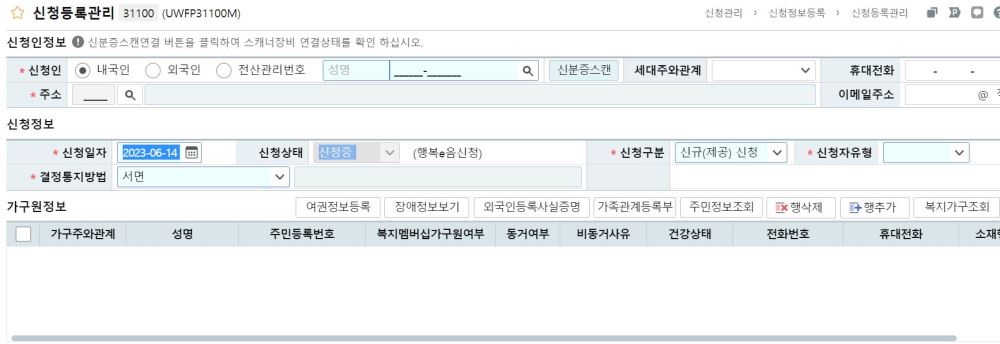 신청등록관리 31100 (UWFP31100M) 신청관리 > 신청정보등록 > 신청등록관리
신청인정보 신분증스캔연결 버튼을 클릭하여 스캐너장비 연결상태를 확인 하십시오.
* 신청인 내국인 외국인 전산관리번호 성명 ______-_______ 신분증스캔 세대주와관계 휴대전화 - -
* 주소 _____ 이메일주소 @
신청정보
* 신청일자 2023-06-14 신청상태 신청중 (행복e음신청) * 신청구분 신규(제공) 신청 * 신청자유형
* 결정통지방법 서면
가구원정보 여권정보등록 장애정보보기 외국인등록사실증명 가족관계등록부 주민정보조회 행삭제 행추가 복지가구조회
가구주와관계 성명 주민등록번호 복지멤버십가구원여부 동거여부 비동거사유 건강상태 전화번호 휴대전화